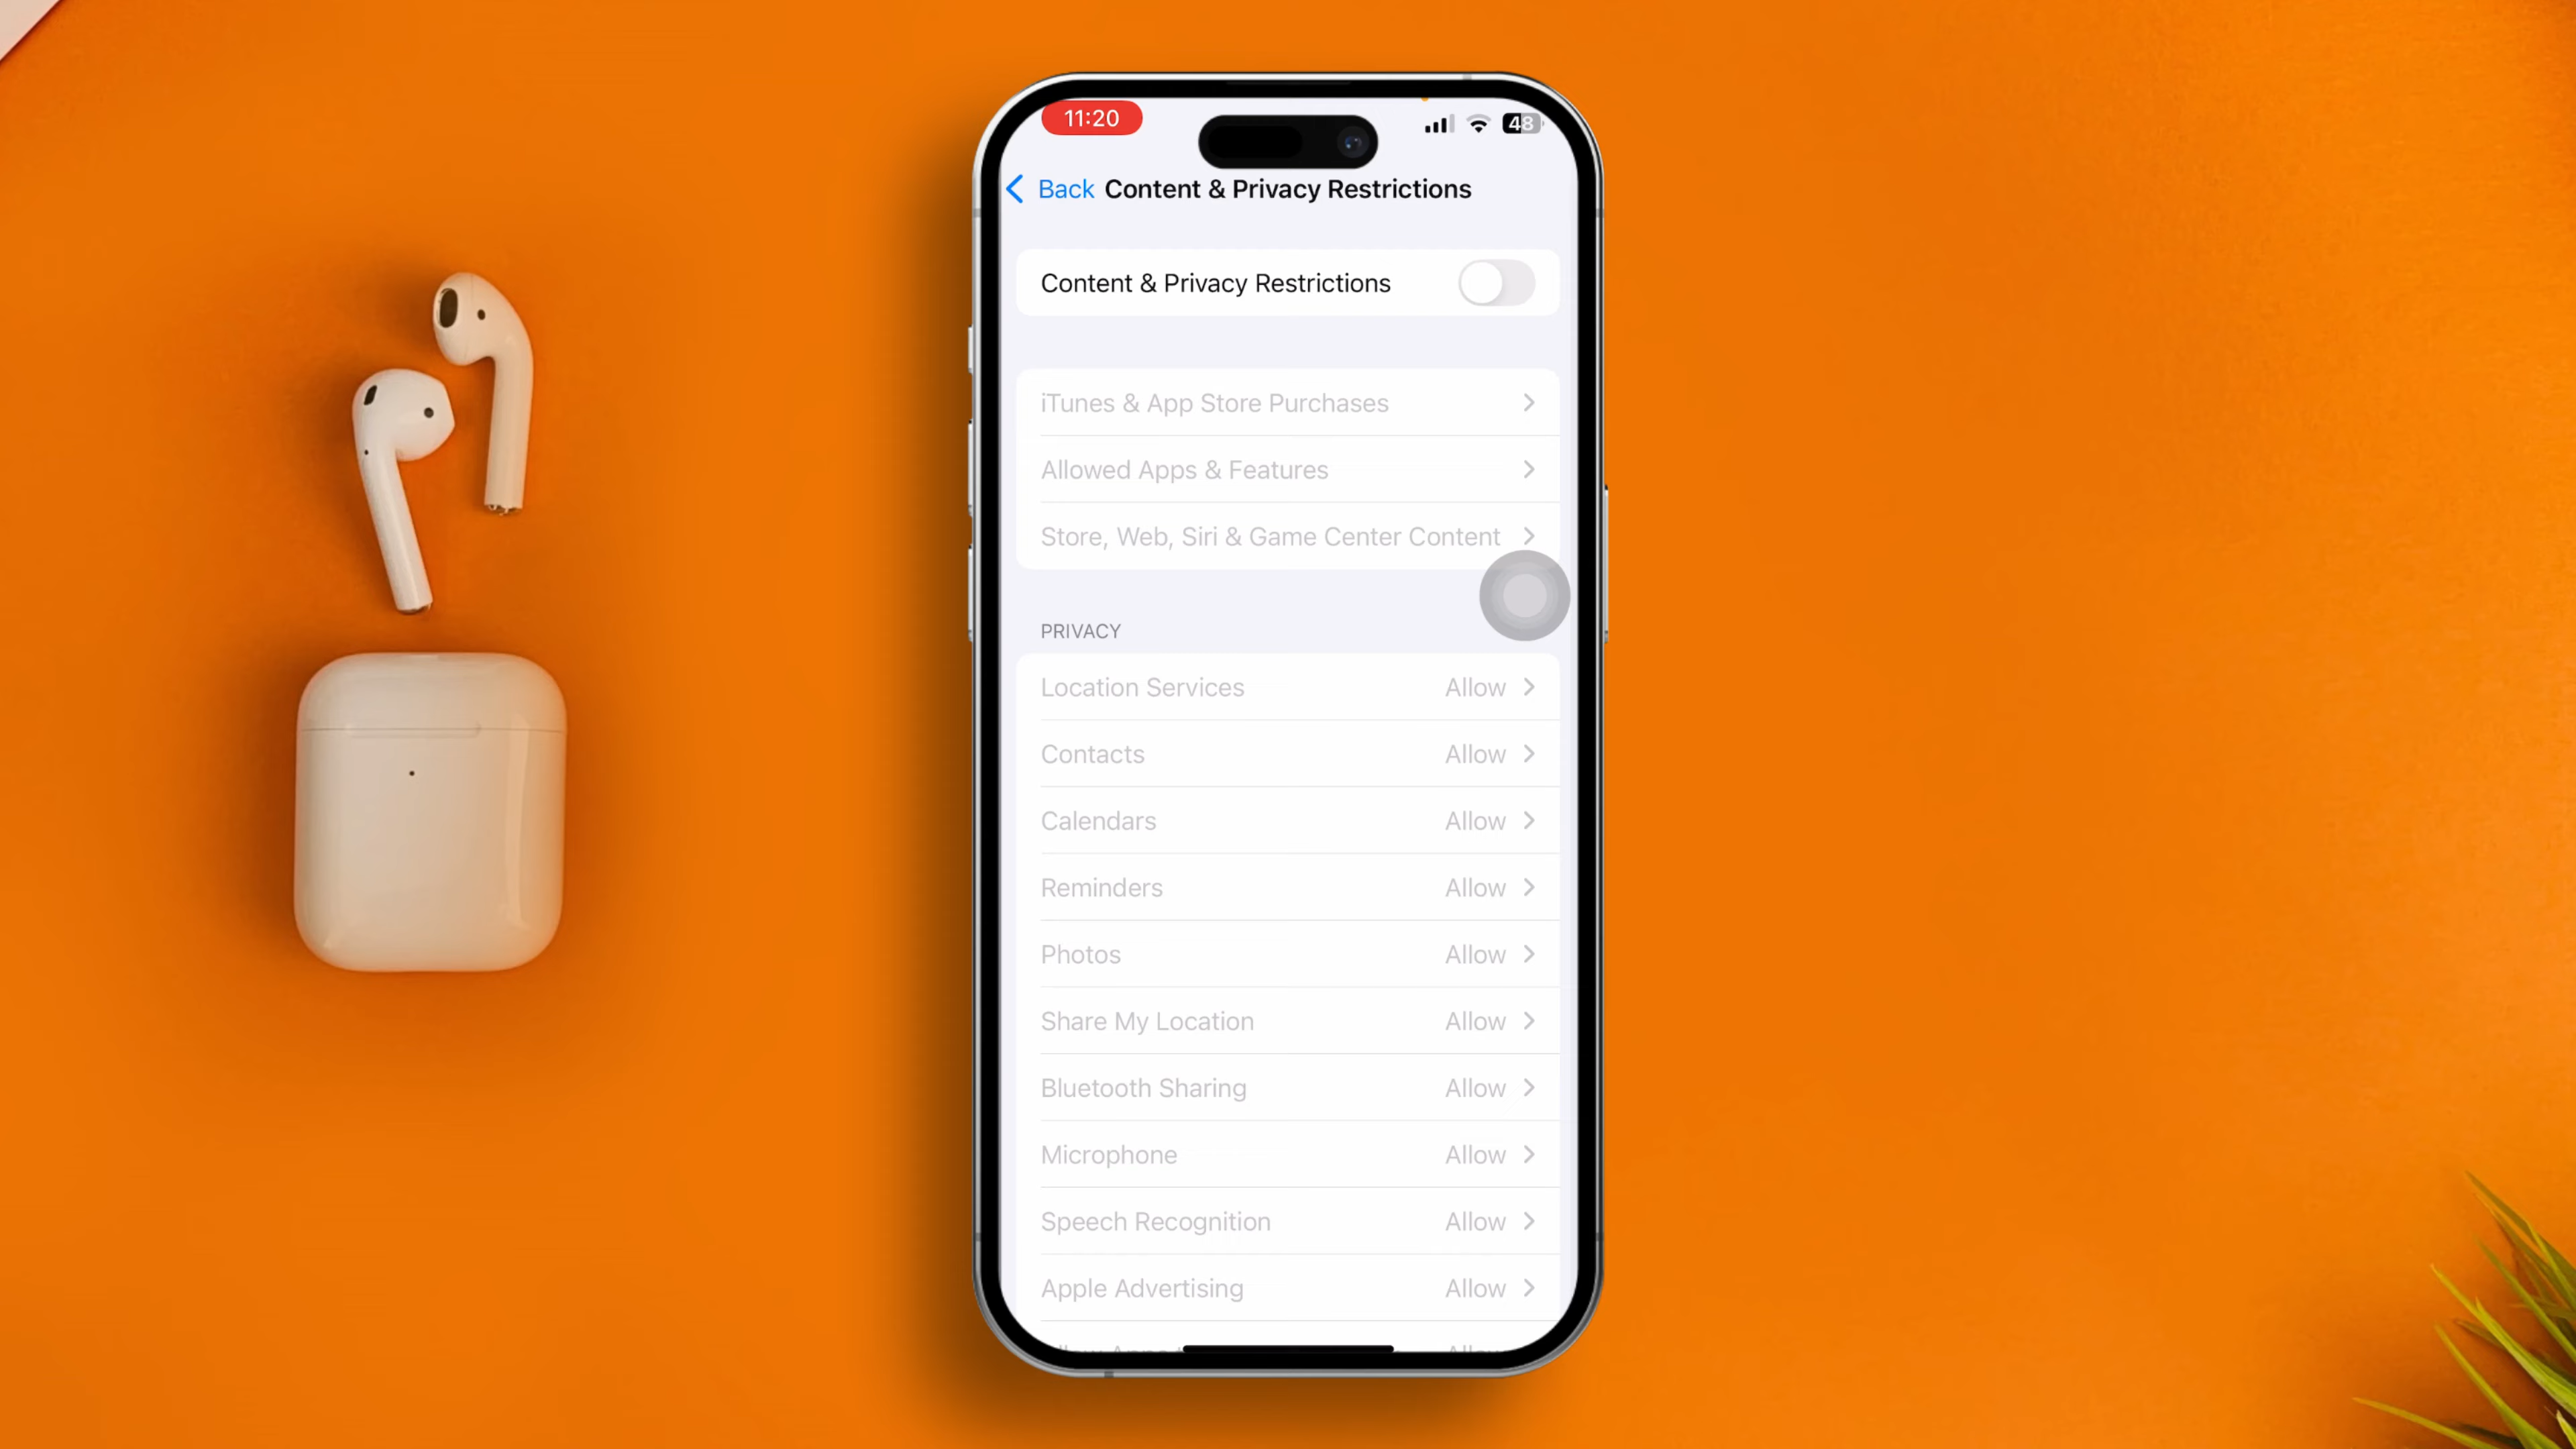 11:20
48
Back Content & Privacy Restrictions
Content & Privacy Restrictions
iTunes & App Store Purchases
Allowed Apps & Features
Store, Web, Siri & Game Center Content
PRIVACY
Location Services Allow
Contacts Allow
Calendars Allow
Reminders Allow
Photos Allow
Share My Location Allow
Bluetooth Sharing Allow
Microphone Allow
Speech Recognition Allow
Apple Advertising Allow